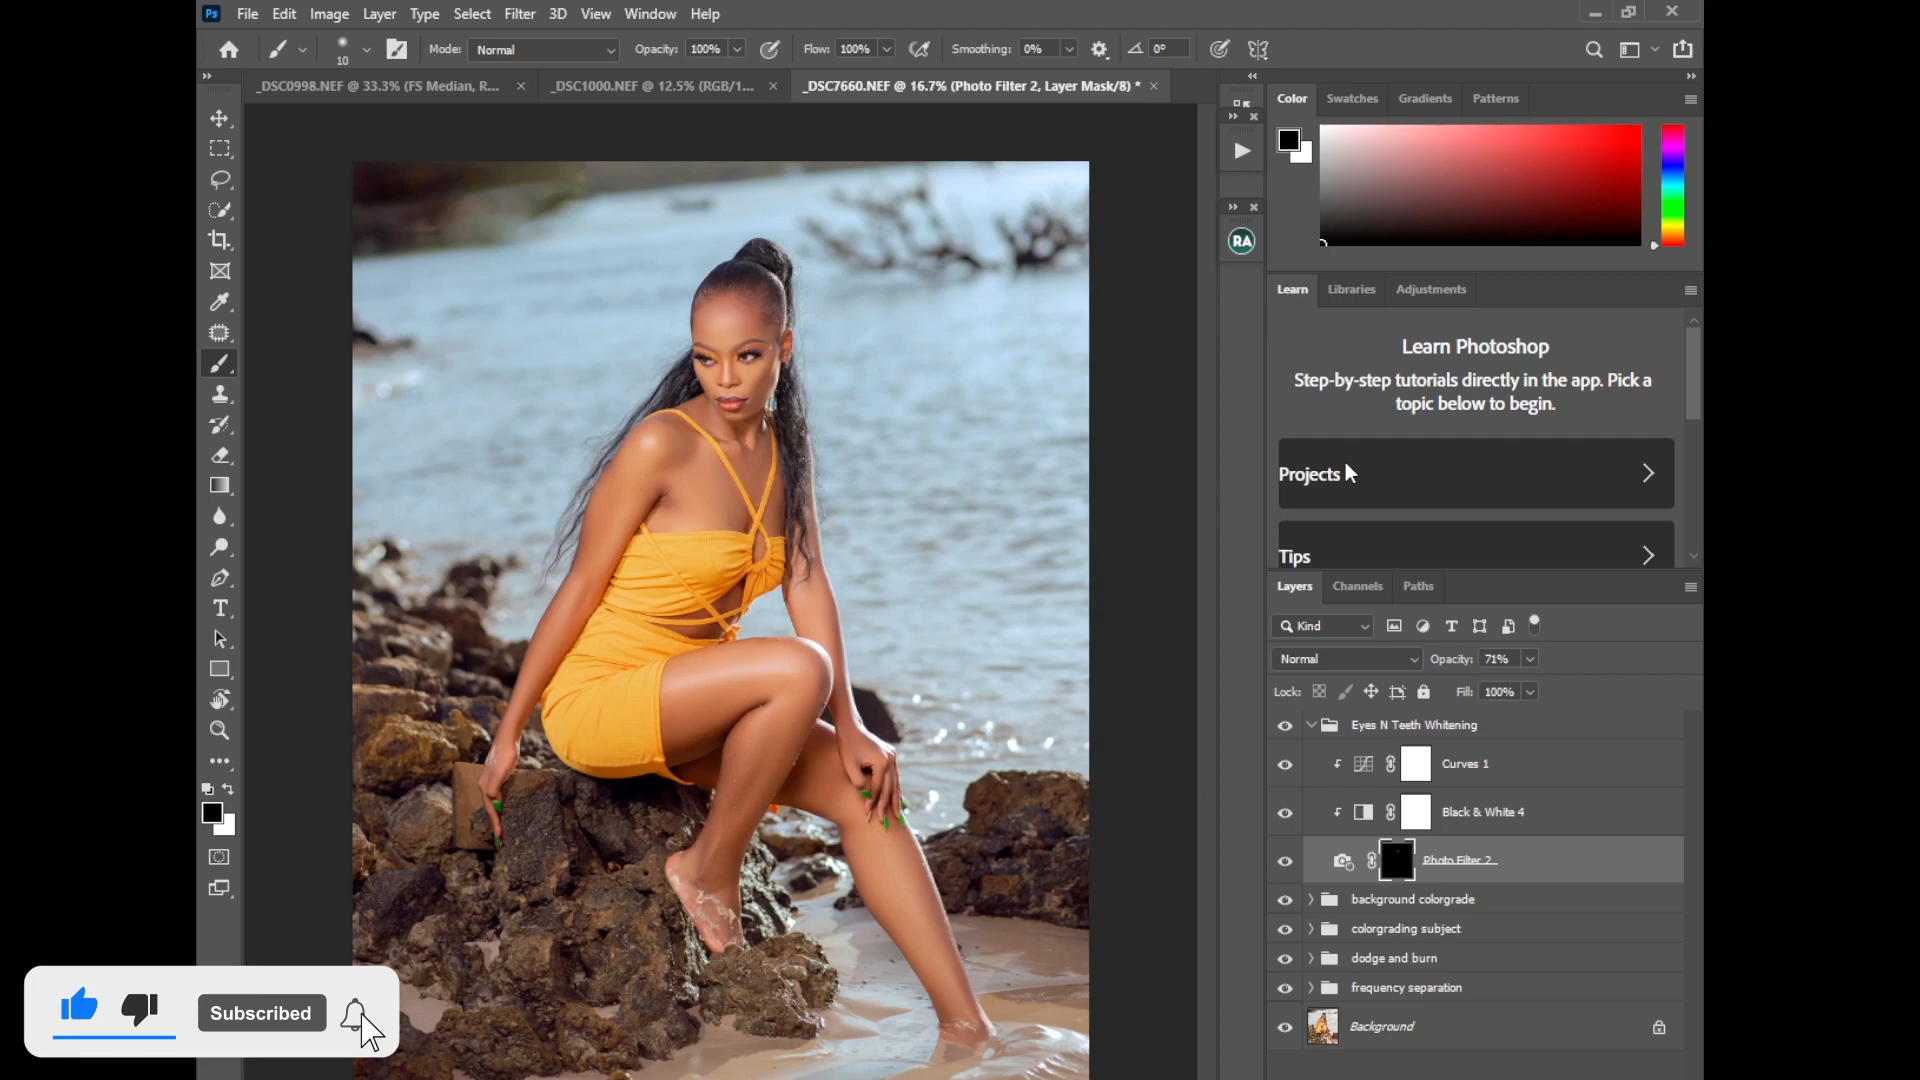 Ps File Edit Image Layer Type Select Filter 3D View Window Help
10 Mode: Normal Opacity: 100% Flow: 100% Smoothing: 0% 0°
_DSC0998.NEF @ 33.3% (FS Median, R... × _DSC1000.NEF @ 12.5% (RGB/1... × _DSC7660.NEF @ 16.7% (Photo Filter 2, Layer Mask/8) * ×
Color Swatches Gradients Patterns
RA
Learn Libraries Adjustments
Learn Photoshop
Step-by-step tutorials directly in the app. Pick a
topic below to begin.
Projects
Tips
Layers Channels Paths
Kind
Normal Opacity: 71%
Lock: Fill: 100%
Eyes N Teeth Whitening
Curves 1
Black & White 4
Photo Filter 2
background colorgrade
colorgrading subject
dodge and burn
frequency separation
Background
Subscribed